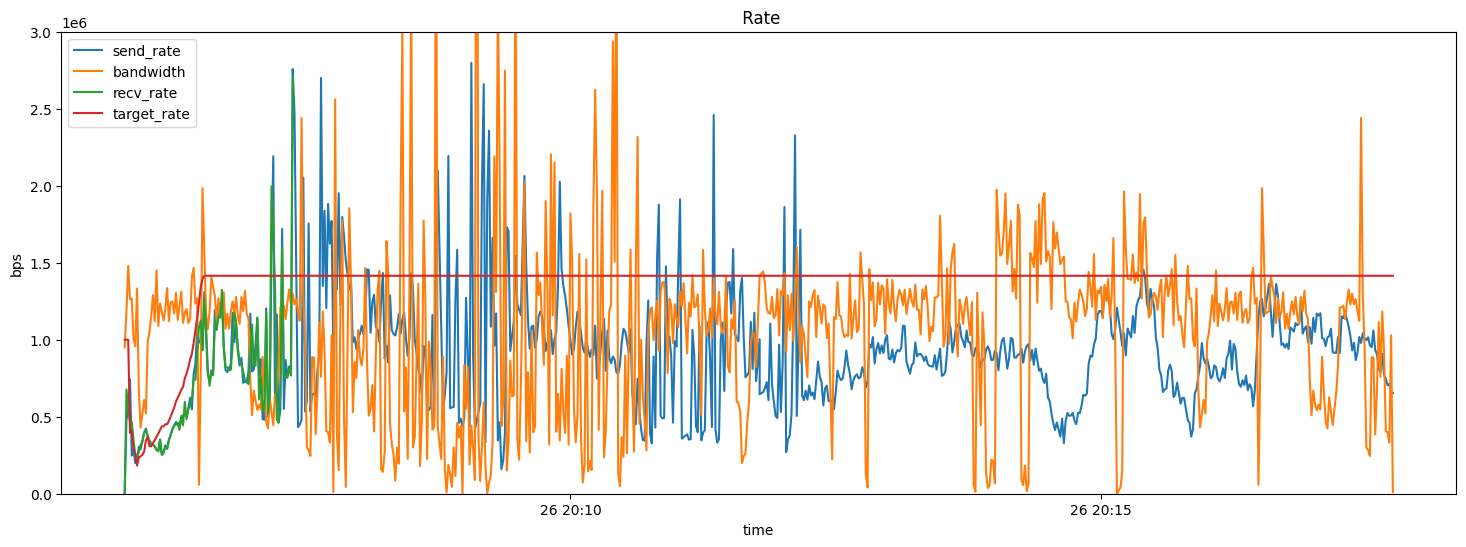 Rate
1e6
3.0
2.5
2.0
1.5
1.0
0.5
0.0
bps
send_rate
bandwidth
recv_rate
target_rate
26 20:10
26 20:15
time